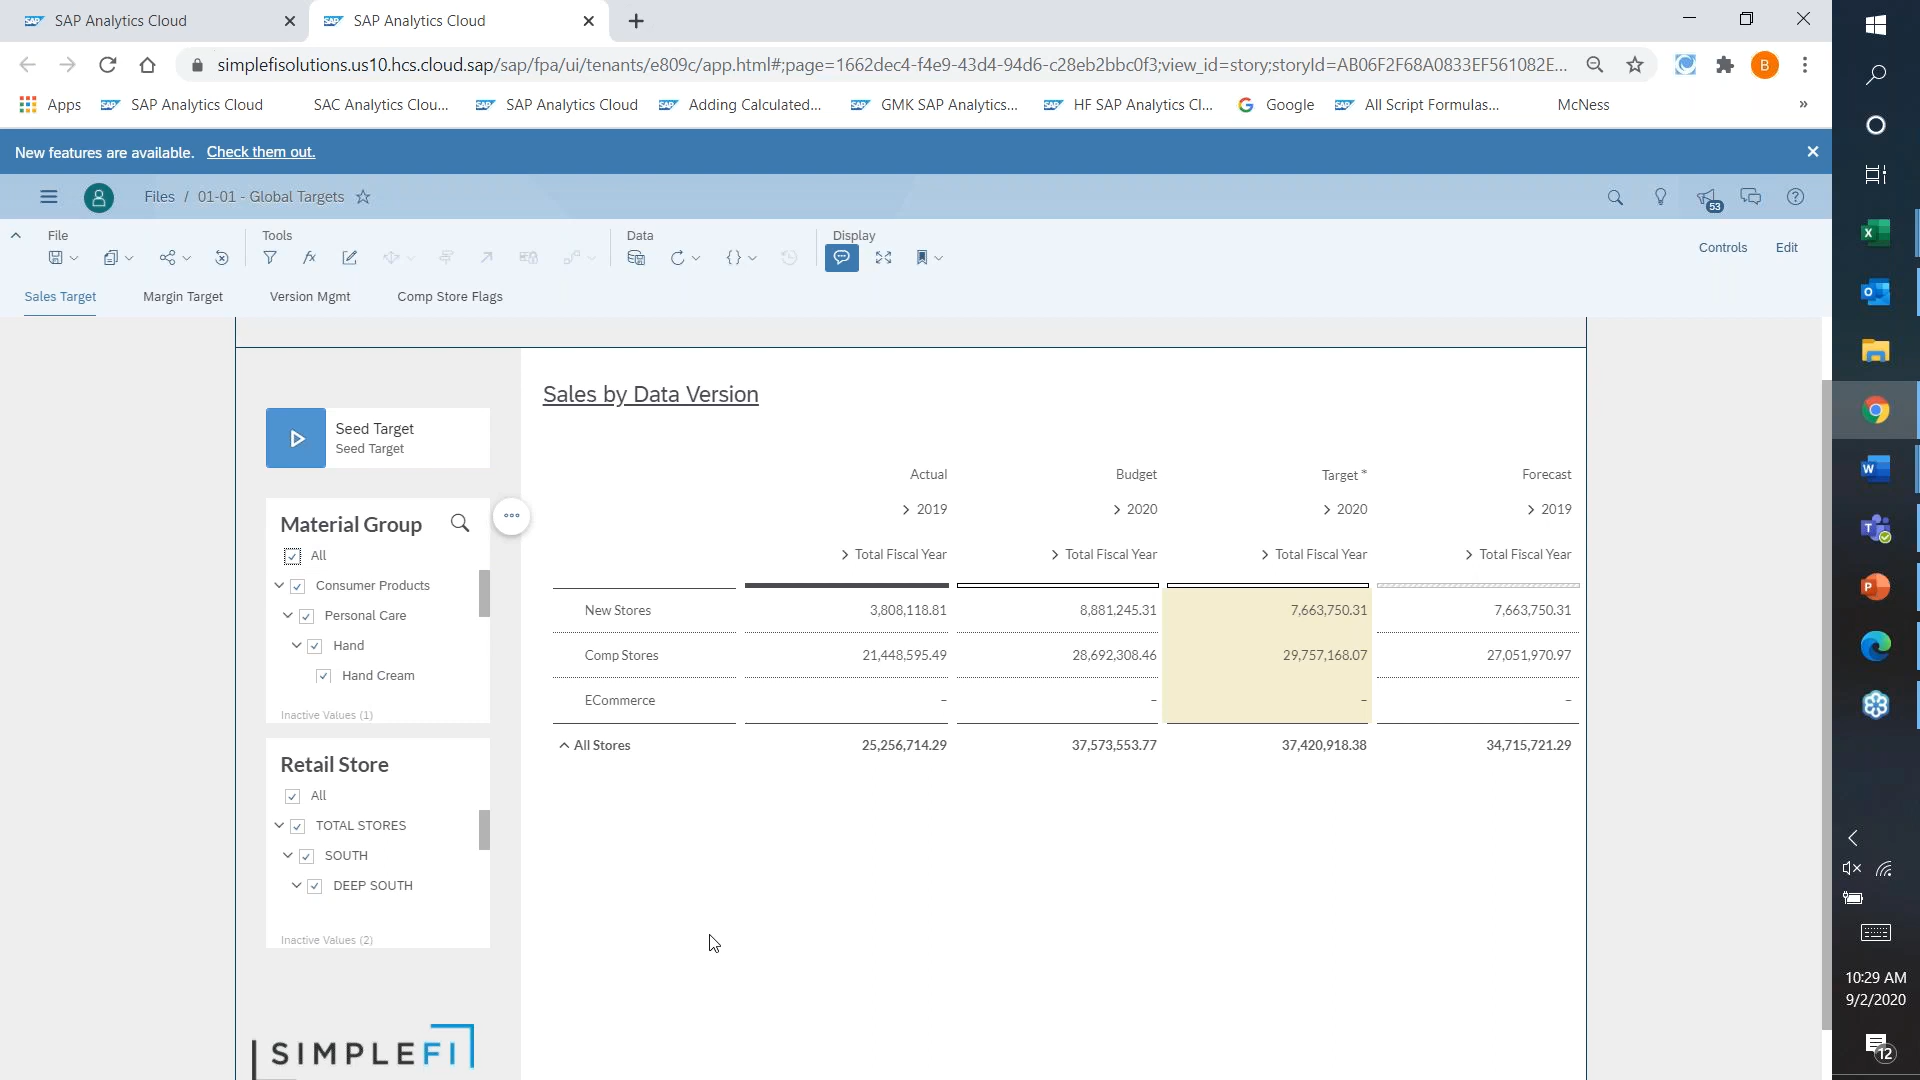 SAP Analytics Cloud
SAP Analytics Cloud
simplefisolutions.us10.hcs.cloud.sap/sap/fpa/ui/tenants/e809c/app.html#;page=1662dec4-f4e9-43d4-94d6-c28eb2bbc0f3;view_id=story;storyId=AB06F2F68A0833EF561082E...
B
Apps SAP Analytics Cloud SAC Analytics Clou... SAP Analytics Cloud Adding Calculated... GMK SAP Analytics... HF SAP Analytics Cl... Google All Script Formulas... McNess »
New features are available. Check them out.
Files / 01-01 - Global Targets
53
File Tools Data Display
Controls Edit
Sales Target Margin Target Version Mgmt Comp Store Flags
Sales by Data Version
Seed Target
Seed Target
Material Group
All
Consumer Products
Personal Care
Hand
Hand Cream
Inactive Values (1)
Retail Store
All
TOTAL STORES
SOUTH
DEEP SOUTH
Inactive Values (2)
SIMPLEFI
Actual Budget Target * Forecast
> 2019 > 2020 > 2020 > 2019
> Total Fiscal Year > Total Fiscal Year > Total Fiscal Year > Total Fiscal Year
New Stores 3,808,118.81 8,881,245.31 7,663,750.31 7,663,750.31
Comp Stores 21,448,595.49 28,692,308.46 29,757,168.07 27,051,970.97
ECommerce – – – –
All Stores 25,256,714.29 37,573,553.77 37,420,918.38 34,715,721.29
10:29 AM
9/2/2020
12